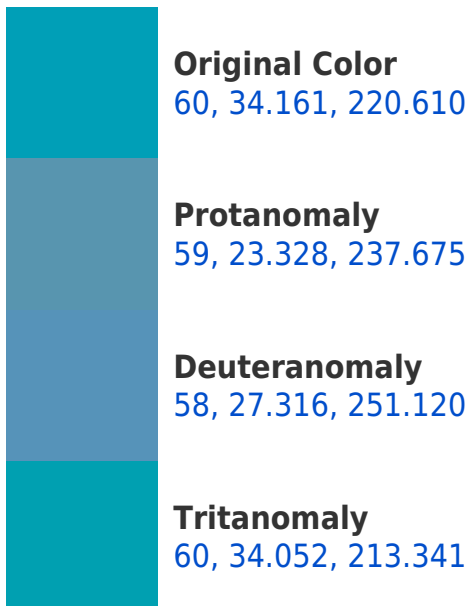 Original Color
60, 34.161, 220.610
Protanomaly
59, 23.328, 237.675
Deuteranomaly
58, 27.316, 251.120
Tritanomaly
60, 34.052, 213.341